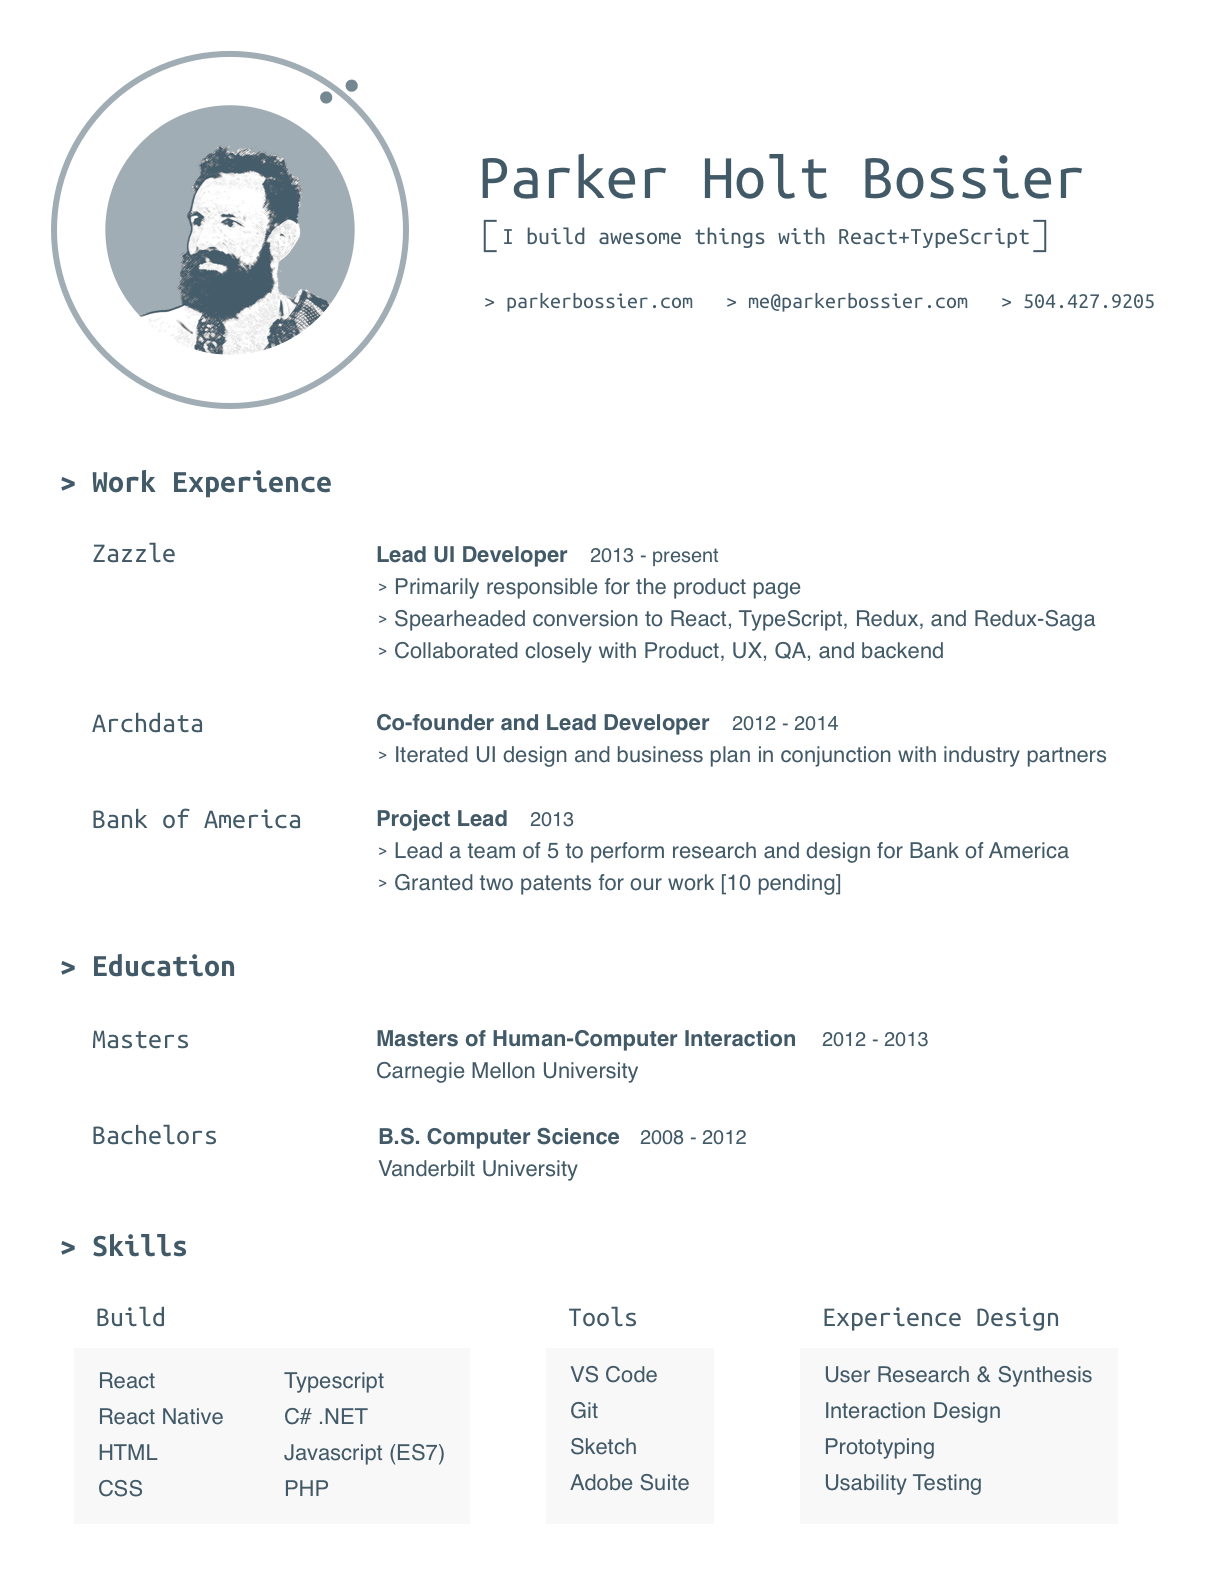 Parker Holt Bossier
[I build awesome things with React+TypeScript]
> parkerbossier.com > me@parkerbossier.com > 504.427.9205
> Work Experience
Zazzle
Lead UI Developer 2013 - present
> Primarily responsible for the product page
> Spearheaded conversion to React, TypeScript, Redux, and Redux-Saga
> Collaborated closely with Product, UX, QA, and backend
Archdata
Co-founder and Lead Developer 2012 - 2014
> Iterated UI design and business plan in conjunction with industry partners
Bank of America
Project Lead 2013
> Lead a team of 5 to perform research and design for Bank of America
> Granted two patents for our work [10 pending]
> Education
Masters
Masters of Human-Computer Interaction 2012 - 2013
Carnegie Mellon University
Bachelors
B.S. Computer Science 2008 - 2012
Vanderbilt University
> Skills
Build
React
React Native
HTML
CSS
Typescript
C# .NET
Javascript (ES7)
PHP
Tools
VS Code
Git
Sketch
Adobe Suite
Experience Design
User Research & Synthesis
Interaction Design
Prototyping
Usability Testing